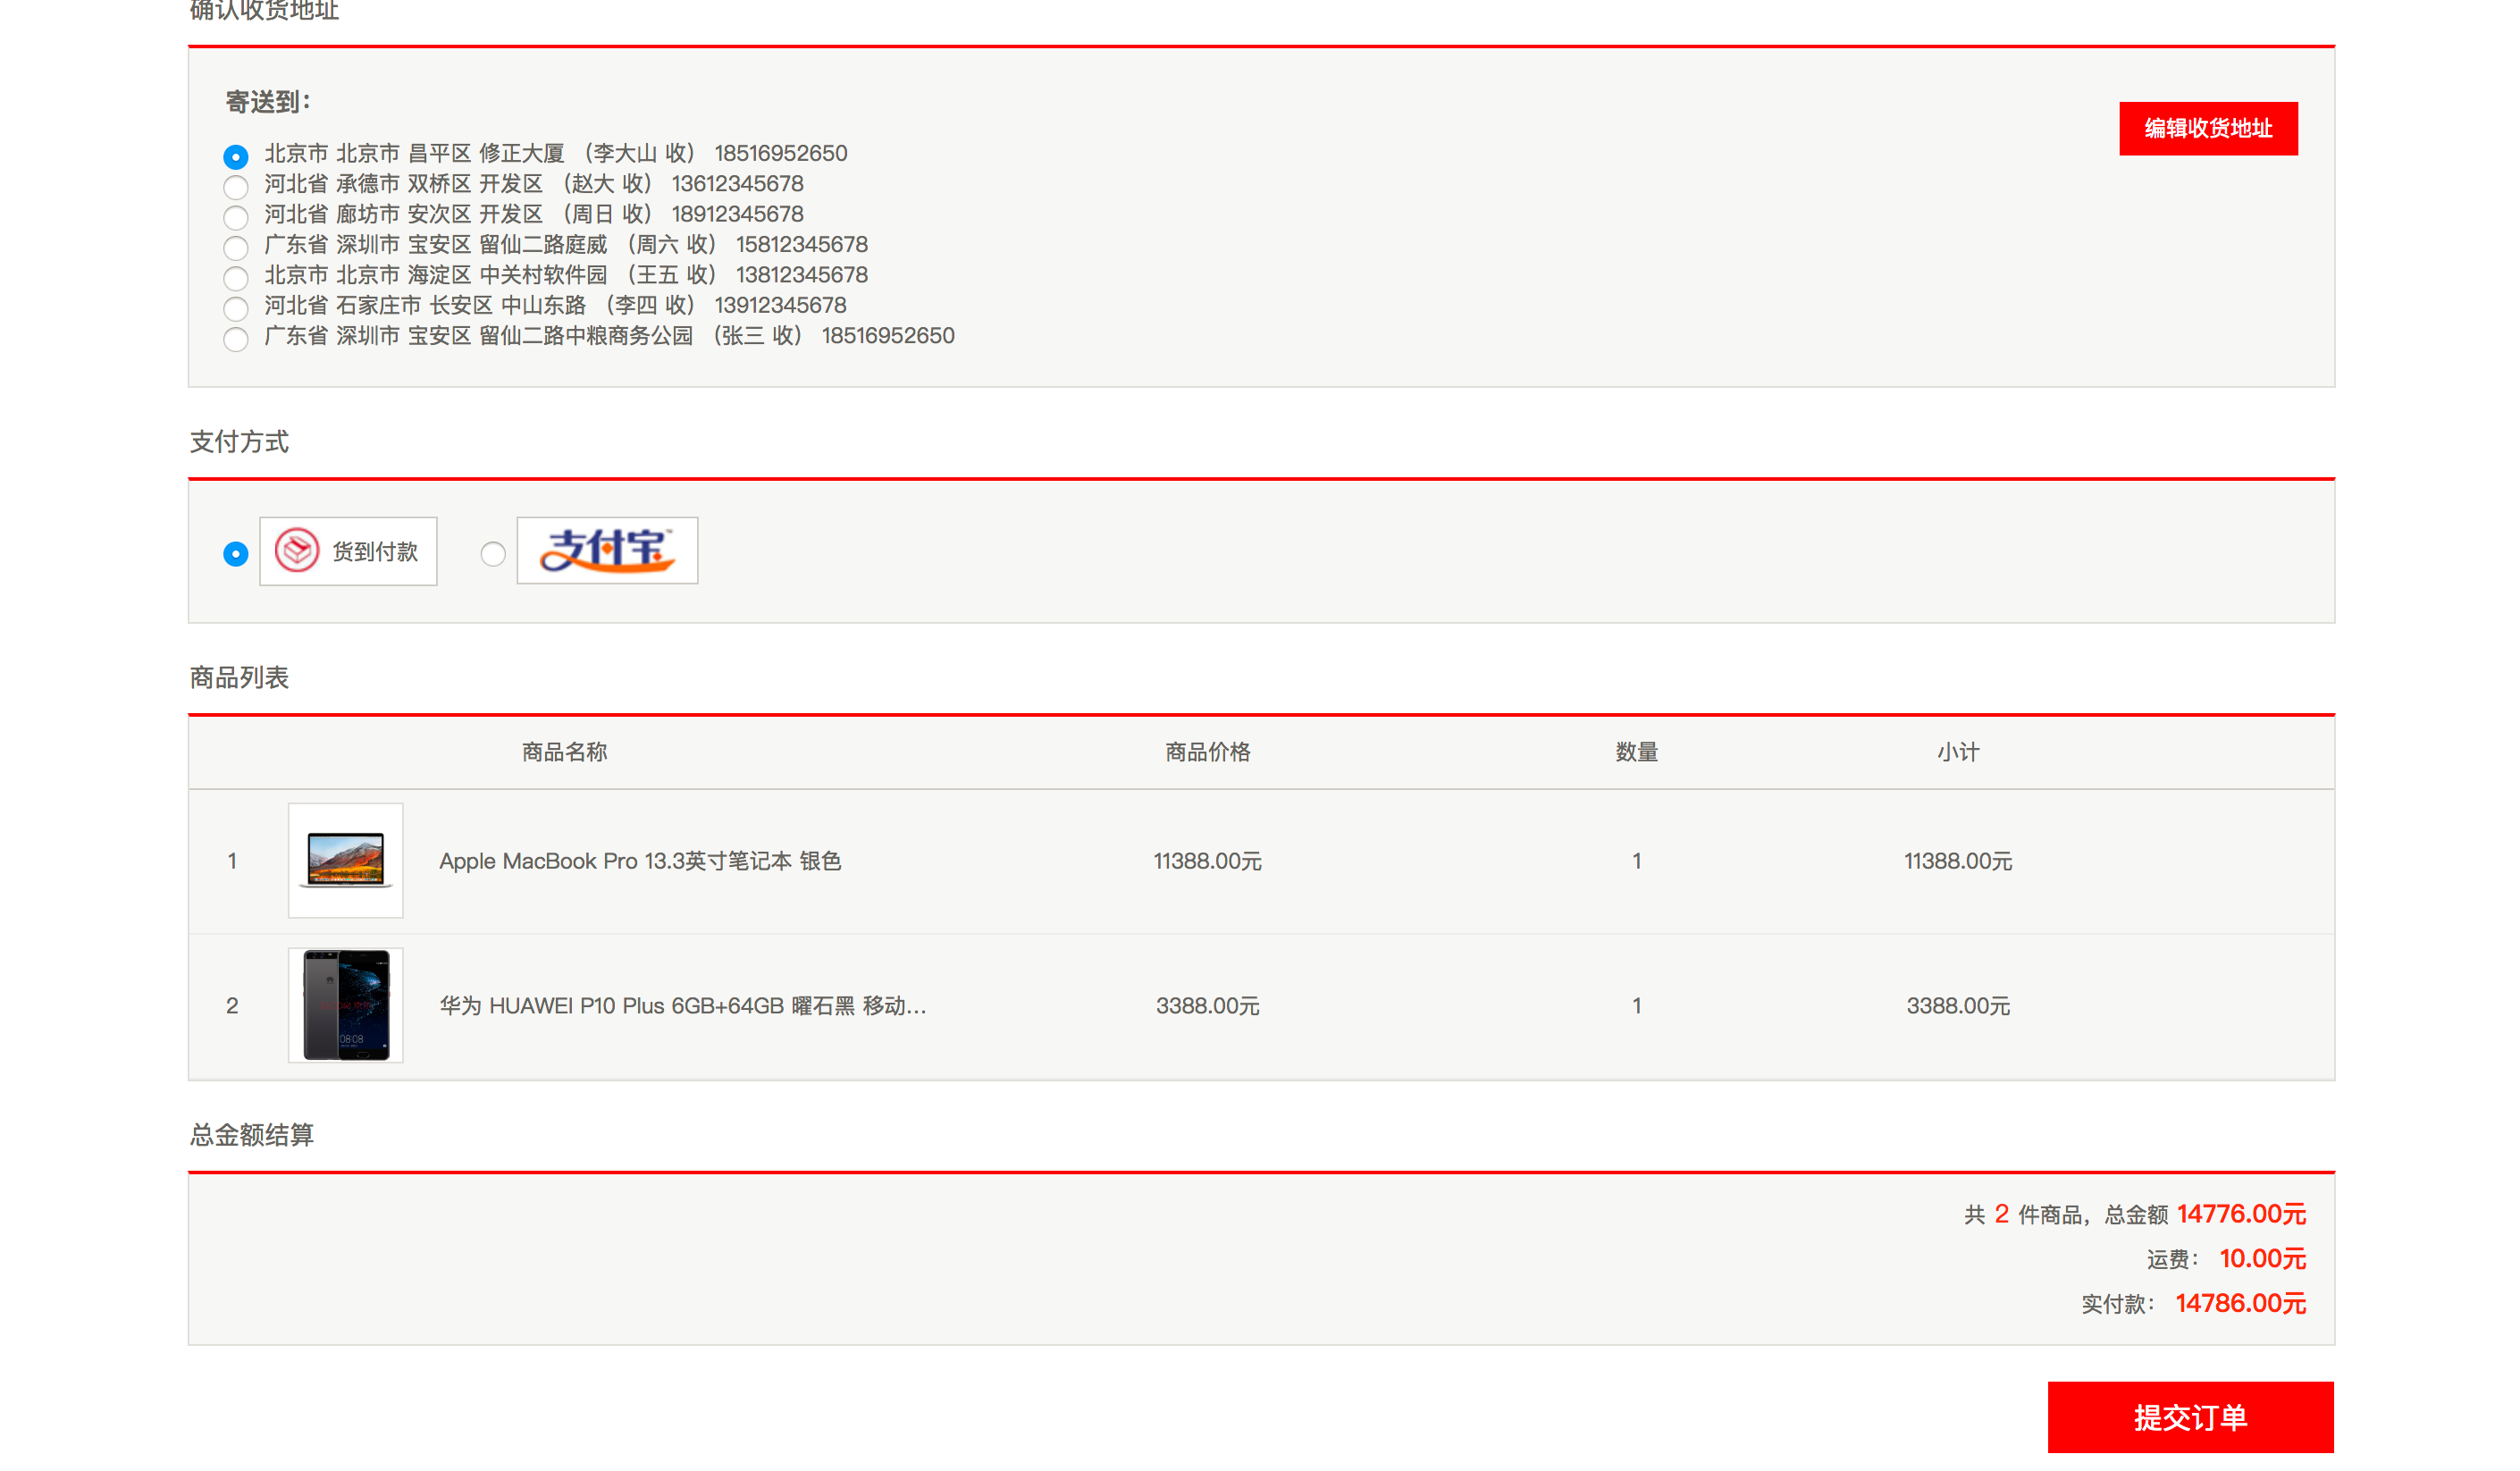 确认收货地址
寄送到：
编辑收货地址
北京市 北京市 昌平区 修正大厦 （李大山 收） 18516952650
河北省 承德市 双桥区 开发区 （赵大 收） 13612345678
河北省 廊坊市 安次区 开发区 （周日 收） 18912345678
广东省 深圳市 宝安区 留仙二路庭威 （周六 收） 15812345678
北京市 北京市 海淀区 中关村软件园 （王五 收） 13812345678
河北省 石家庄市 长安区 中山东路 （李四 收） 13912345678
广东省 深圳市 宝安区 留仙二路中粮商务公园 （张三 收） 18516952650
支付方式
货到付款 支付宝™
商品列表
商品名称 商品价格 数量 小计
1 Apple MacBook Pro 13.3英寸笔记本 银色 11388.00元 1 11388.00元
2 华为 HUAWEI P10 Plus 6GB+64GB 曜石黑 移动... 3388.00元 1 3388.00元
08:08
总金额结算
共 2 件商品，总金额 14776.00元
运费： 10.00元
实付款： 14786.00元
提交订单